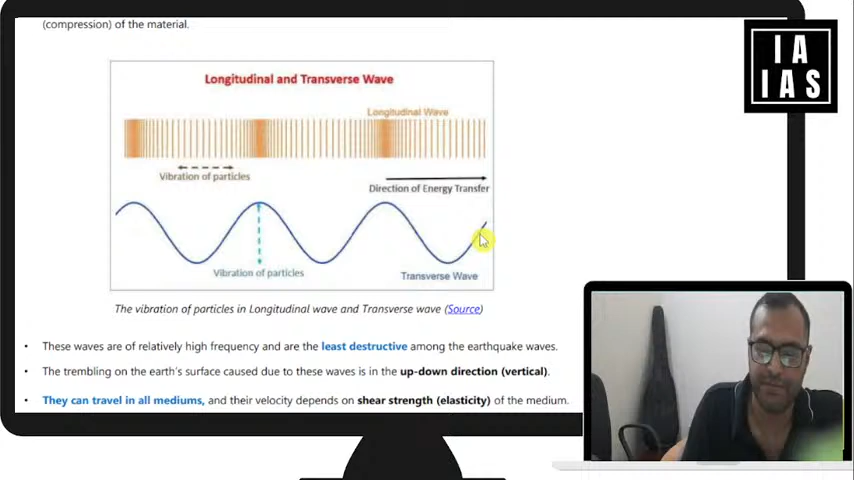 (compression) of the material.
IA
IAS
Longitudinal and Transverse Wave
Longitudinal Wave
Vibration of particles
Direction of Energy Transfer
Vibration of particles
Transverse Wave
The vibration of particles in Longitudinal wave and Transverse wave (Source)
• These waves are of relatively high frequency and are the least destructive among the earthquake waves.
• The trembling on the earth's surface caused due to these waves is in the up-down direction (vertical).
• They can travel in all mediums, and their velocity depends on shear strength (elasticity) of the medium.